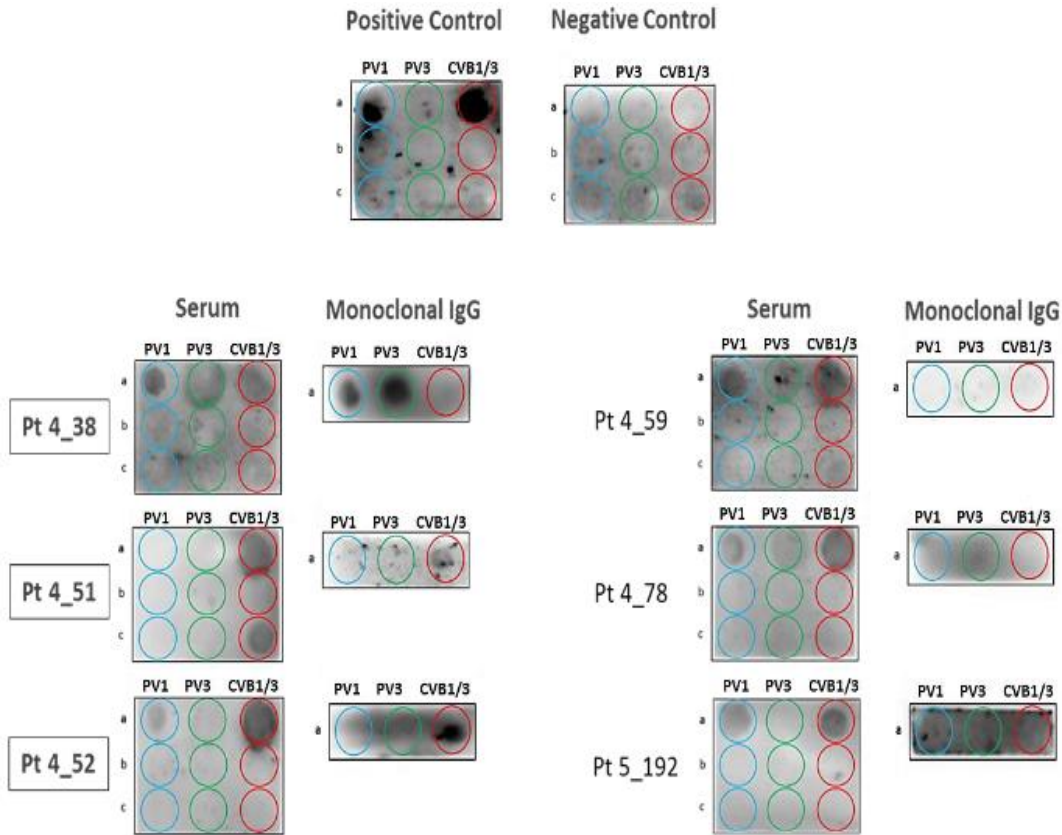 Positive Control Negative Control
PV1 PV3 CVB1/3 PV1 PV3 CVB1/3
a a
b b
c c
Serum Monoclonal IgG Serum Monoclonal IgG
PV1 PV3 CVB1/3 PV1 PV3 CVB1/3 PV1 PV3 CVB1/3 PV1 PV3 CVB1/3
a a a a
Pt 4_38 b Pt 4_59 b
c c
PV1 PV3 CVB1/3 PV1 PV3 CVB1/3 PV1 PV3 CVB1/3 PV1 PV3 CVB1/3
a a a a
Pt 4_51 b Pt 4_78 b
c c
PV1 PV3 CVB1/3 PV1 PV3 CVB1/3 PV1 PV3 CVB1/3 PV1 PV3 CVB1/3
a a a a
Pt 4_52 b Pt 5_192 b
c c